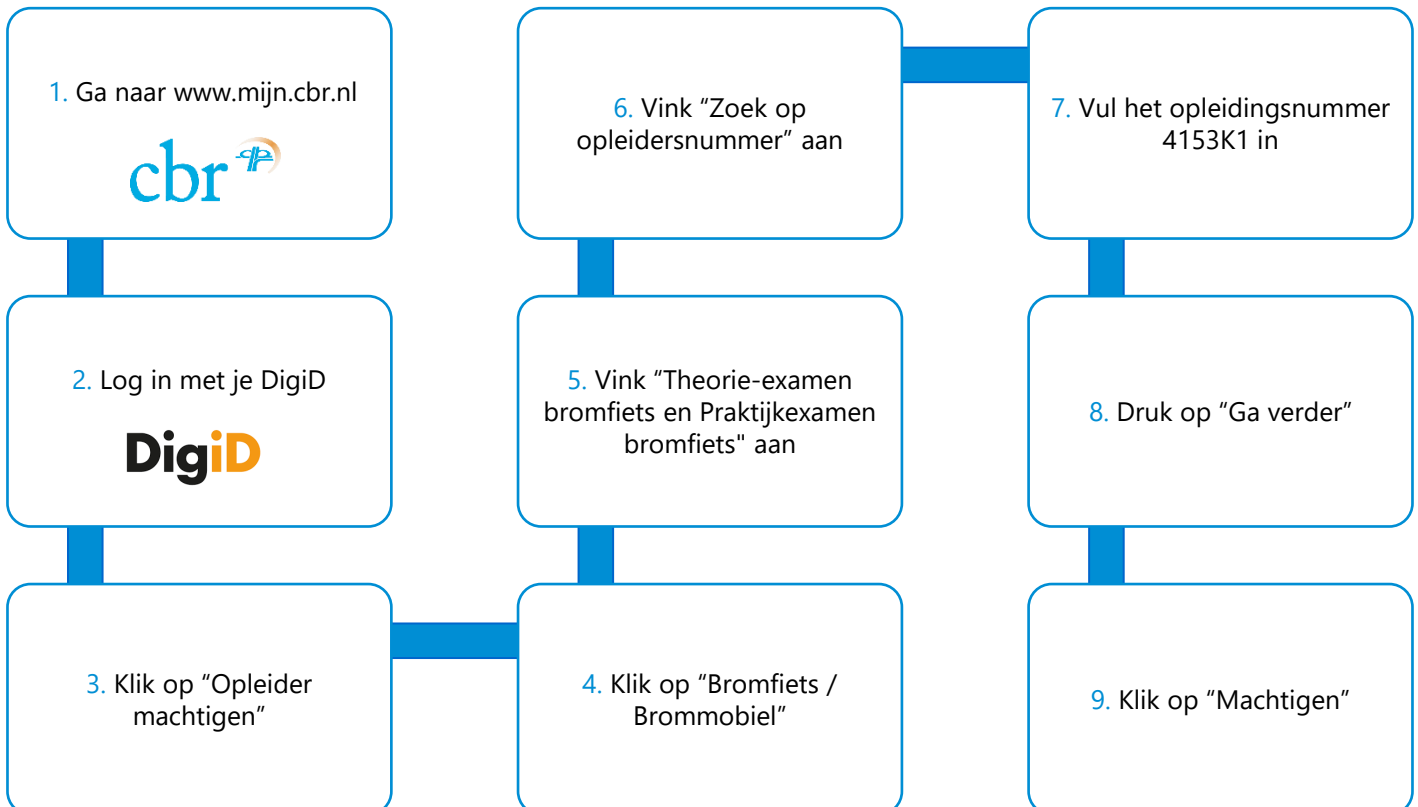 1. Ga naar www.mijn.cbr.nl
cbr
2. Log in met je DigiD
DigiD
3. Klik op “Opleider
machtigen”
4. Klik op “Bromfiets /
Brommobiel”
5. Vink “Theorie-examen
bromfiets en Praktijkexamen
bromfiets" aan
6. Vink “Zoek op
opleidersnummer” aan
7. Vul het opleidingsnummer
4153K1 in
8. Druk op “Ga verder”
9. Klik op “Machtigen”